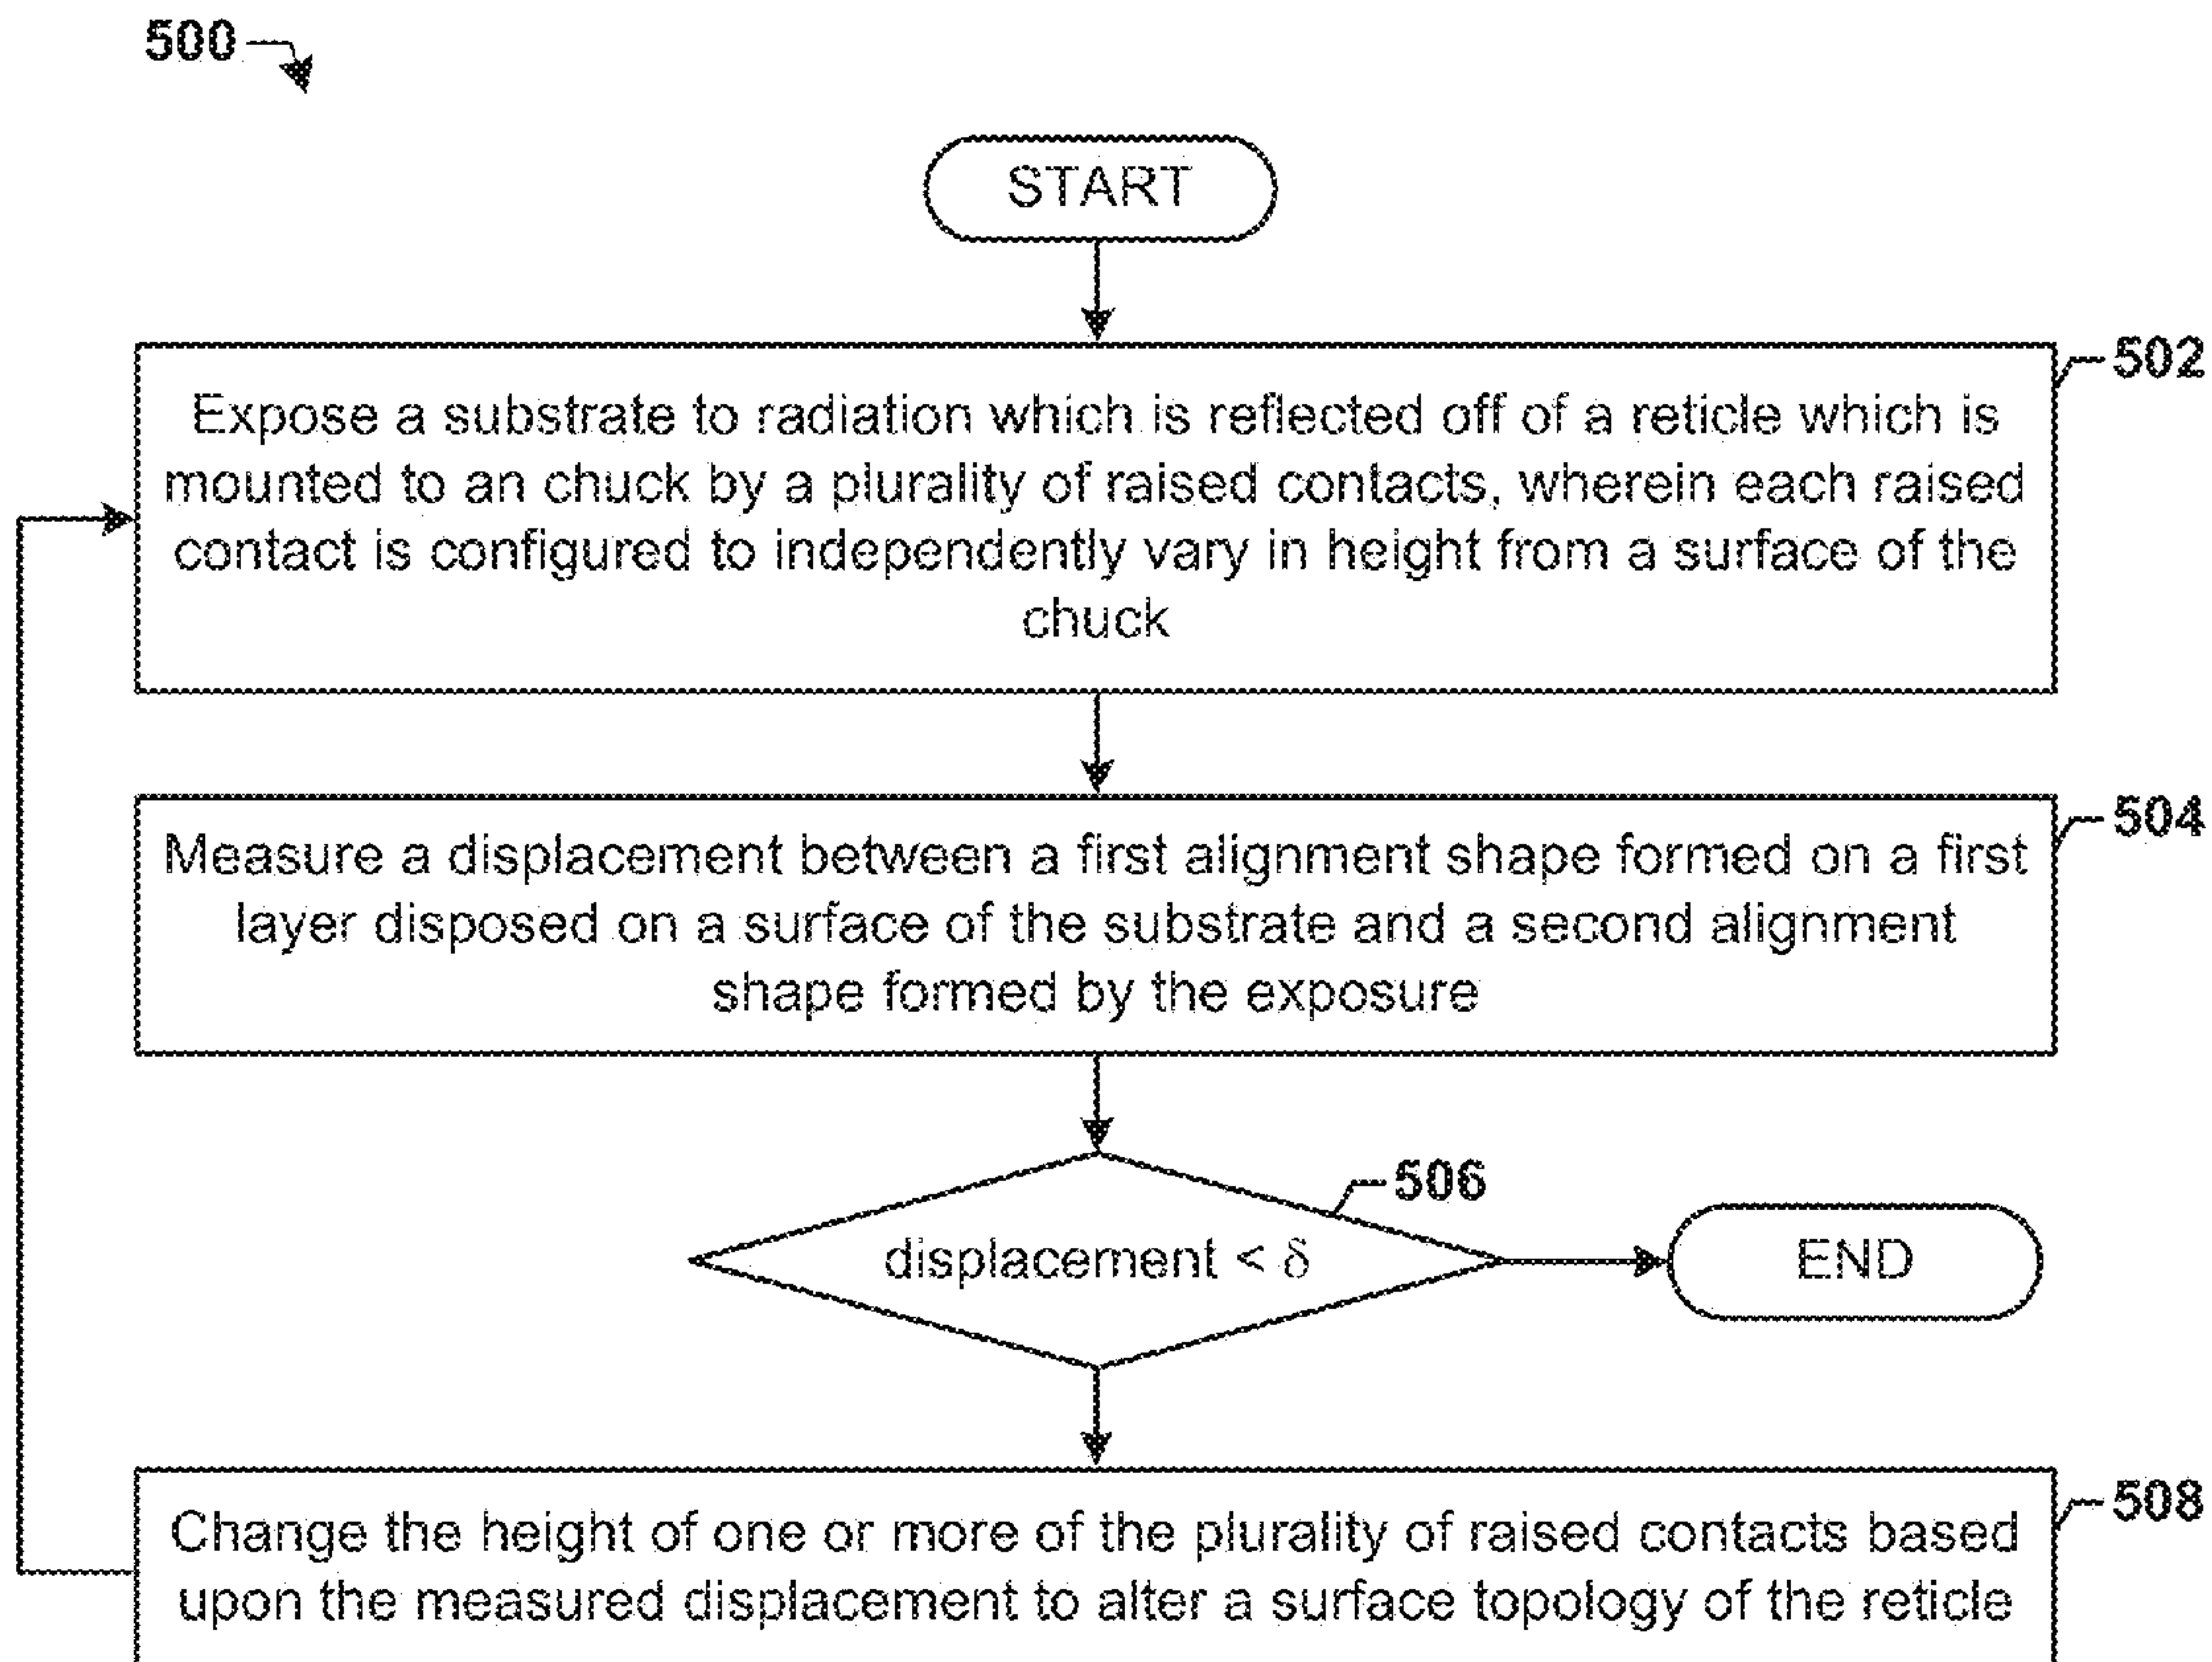 500
START
502
Expose a substrate to radiation which is reflected off of a reticle which is
mounted to an chuck by a plurality of raised contacts, wherein each raised
contact is configured to independently vary in height from a surface of the
chuck
504
Measure a displacement between a first alignment shape formed on a first
layer disposed on a surface of the substrate and a second alignment
shape formed by the exposure
506
displacement < δ
END
508
Change the height of one or more of the plurality of raised contacts based
upon the measured displacement to alter a surface topology of the reticle